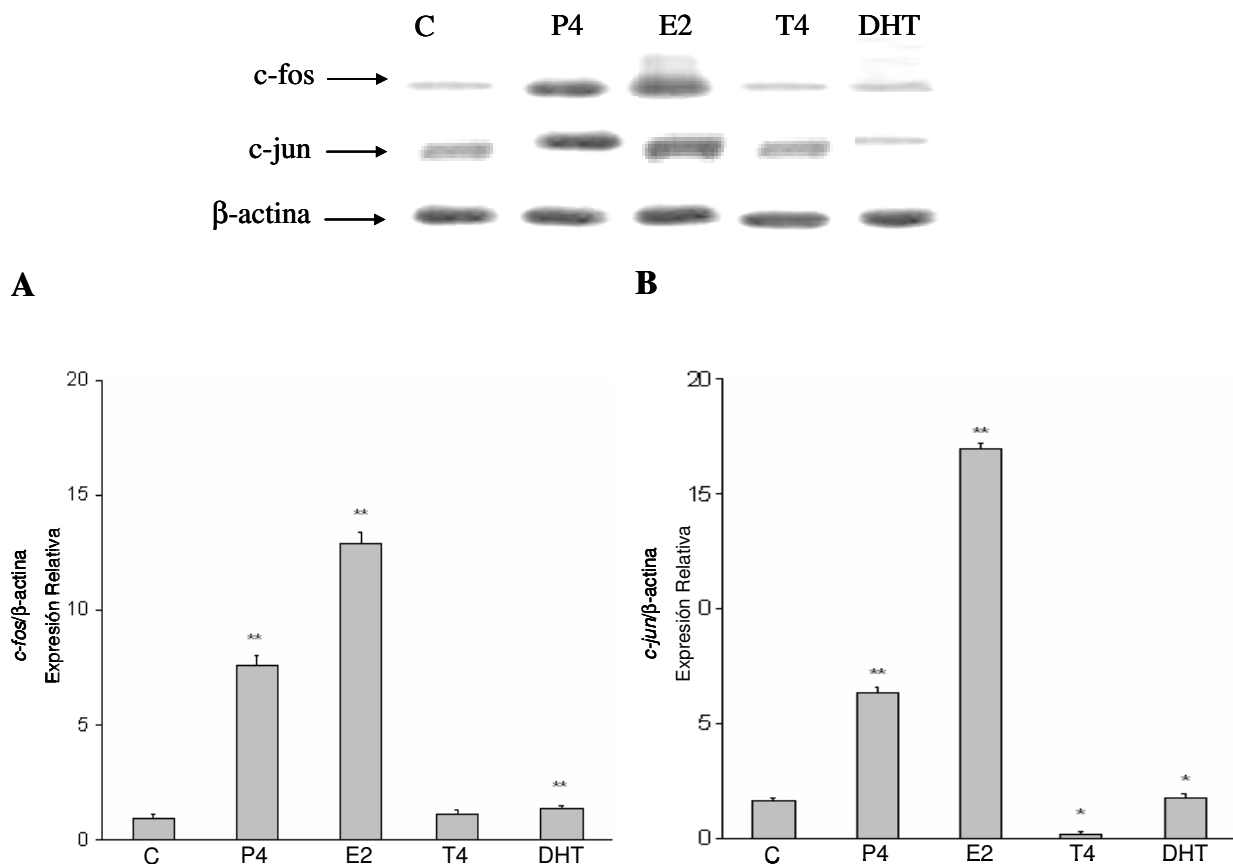 C P4 E2 T4 DHT
c-fos
c-jun
β-actina
A
20
15
10
5
0
c-fos/β-actina
Expresión Relativa
**
**
**
C P4 E2 T4 DHT
B
20
15
0
5
0
c-jun/β-actina
Expresión Relativa
**
**
*
*
C P4 E2 T4 DHT